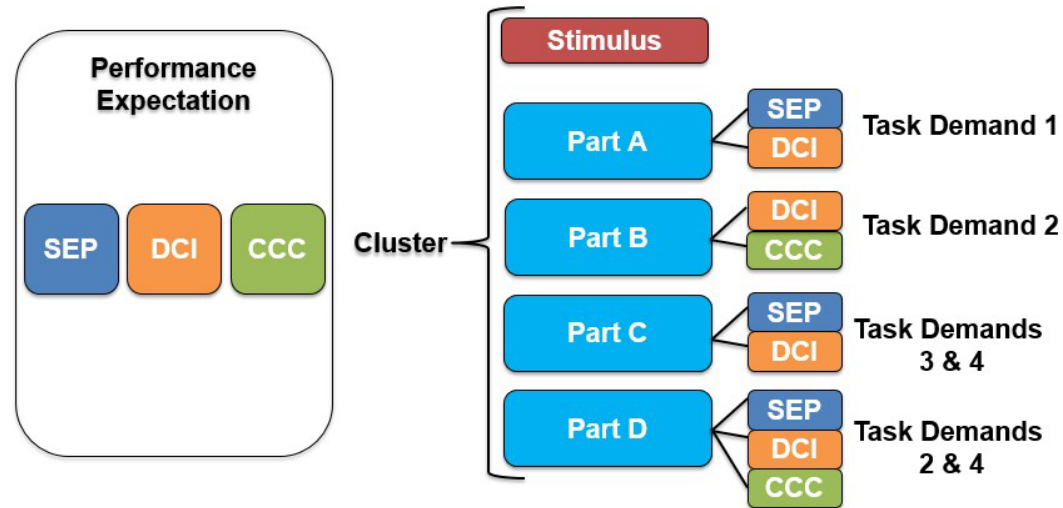 Performance
Expectation
SEP
DCI
CCC
Cluster
Stimulus
Part A
SEP
DCI
Task Demand 1
Part B
DCI
CCC
Task Demand 2
Part C
SEP
DCI
Task Demands
3 & 4
Part D
SEP
DCI
CCC
Task Demands
2 & 4